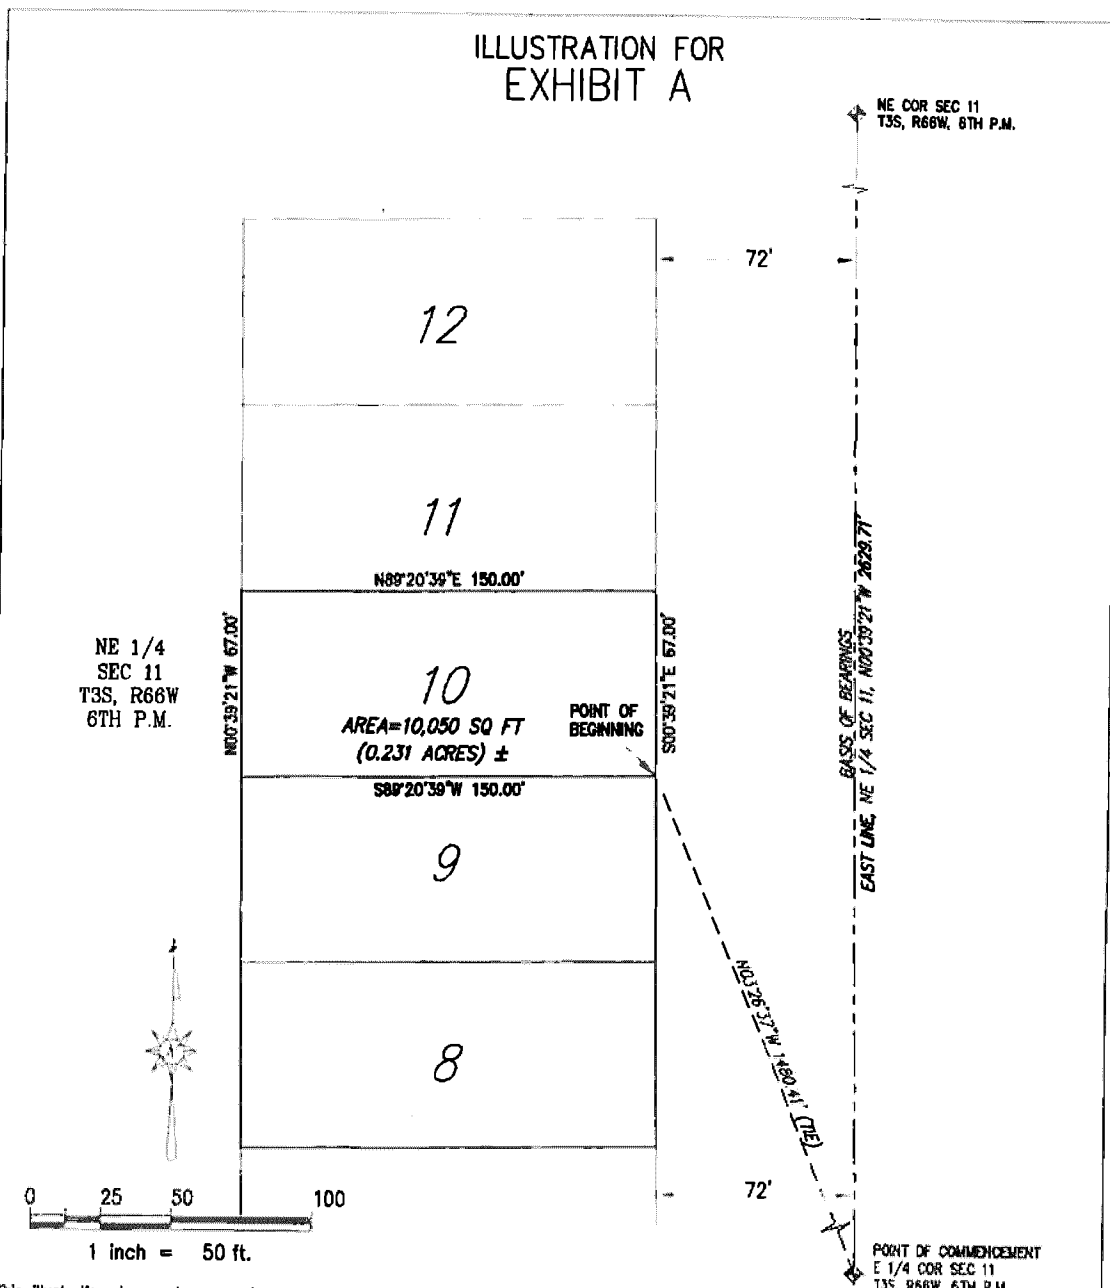 ILLUSTRATION FOR
EXHIBIT A
NE COR SEC 11
T3S, R66W, 6TH P.M.
72'
12
11
N89°20'39"E 150.00'
NE 1/4
SEC 11
T3S, R66W
6TH P.M.
N00°39'21"W 67.00'
10
AREA=10,050 SQ FT
(0.231 ACRES) ±
POINT OF
BEGINNING
S00°39'21"E 67.00'
BASIS OF BEARINGS
EAST LINE, NE 1/4 SEC 11, N00°39'21"W 2629.71'
S89°20'39"W 150.00'
9
N03°26'37"W 1480.41' (TIE)
8
72'
0 25 50 100
1 inch = 50 ft.
POINT OF COMMENCEMENT
E 1/4 COR SEC 11
T3S, R66W, 6TH P.M.